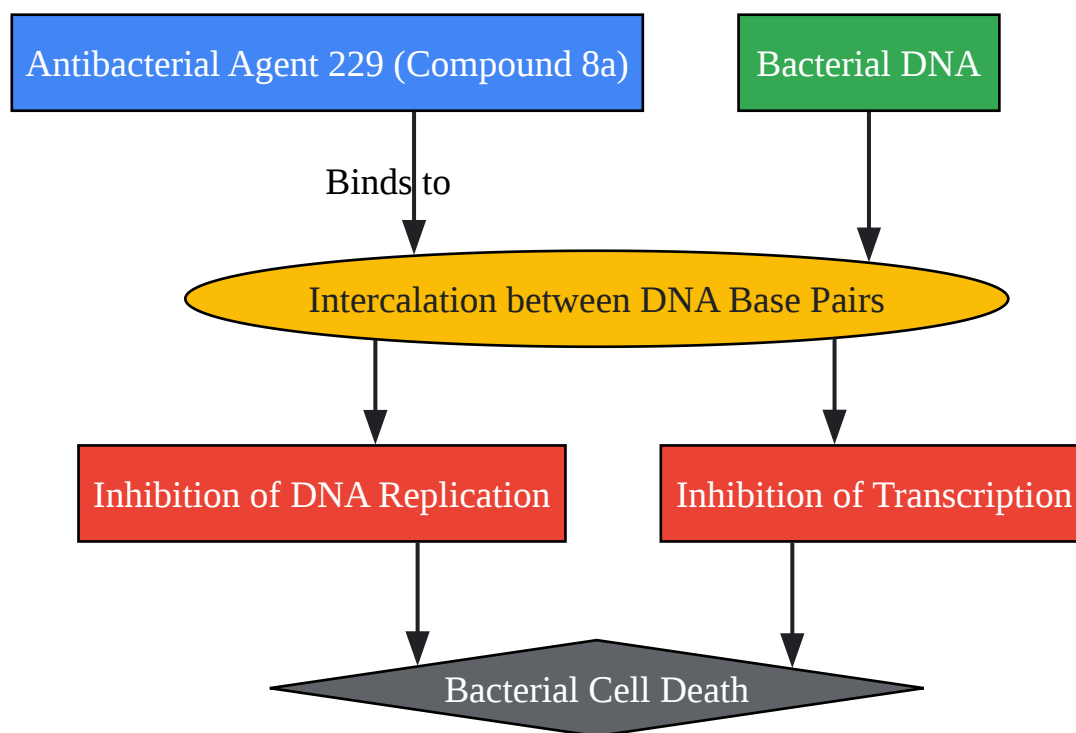 Antibacterial Agent 229 (Compound 8a)
Bacterial DNA
Binds to
Intercalation between DNA Base Pairs
Inhibition of DNA Replication
Inhibition of Transcription
Bacterial Cell Death